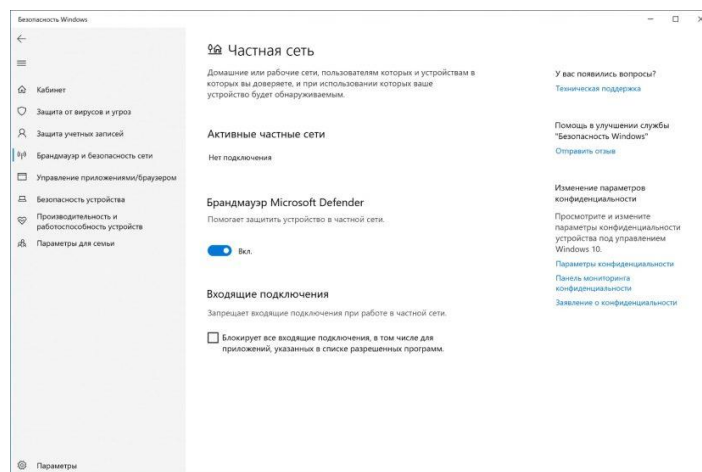 Безопасность Windows
Кабинет
Защита от вирусов и угроз
Защита учетных записей
Брандмауэр и безопасность сети
Управление приложениями/браузером
Безопасность устройства
Производительность и
работоспособность устройств
Параметры для семьи
Параметры
Частная сеть
Домашние или рабочие сети, пользователям которых и устройствам в
которых вы доверяете, и при использовании которых ваше
устройство будет обнаруживаемым.
Активные частные сети
Нет подключения
Брандмауэр Microsoft Defender
Помогает защитить устройство в частной сети.
Вкл.
Входящие подключения
Запрещает входящие подключения при работе в частной сети.
Блокирует все входящие подключения, в том числе для
приложений, указанных в списке разрешенных программ.
У вас появились вопросы?
Техническая поддержка
Помощь в улучшении службы
"Безопасность Windows"
Отправить отзыв
Изменение параметров
конфиденциальности
Просмотрите и измените
параметры конфиденциальности
устройства под управлением
Windows 10.
Параметры конфиденциальности
Панель мониторинга
конфиденциальности
Заявление о конфиденциальности